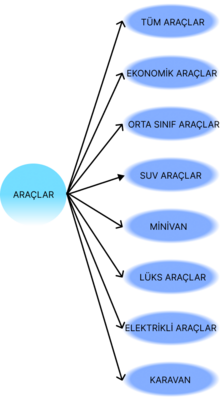 TÜM ARAÇLAR
EKONOMİK ARAÇLAR
ORTA SINIF ARAÇLAR
SUV ARAÇLAR
ARAÇLAR
MİNİVAN
LÜKS ARAÇLAR
ELEKTRİKLİ ARAÇLAR
KARAVAN